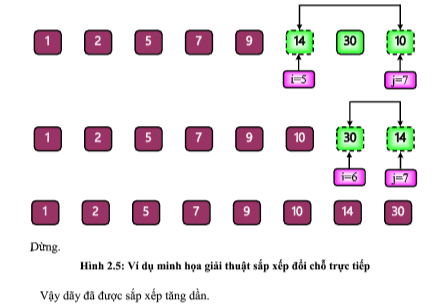 1 2 5 7 9 14 30 10
i=5 j=7
1 2 5 7 9 10 30 14
i=6 j=7
1 2 5 7 9 10 14 30
Dừng.
Hình 2.5: Ví dụ minh họa giải thuật sắp xếp đổi chỗ trực tiếp
Vậy dãy đã được sắp xếp tăng dần.